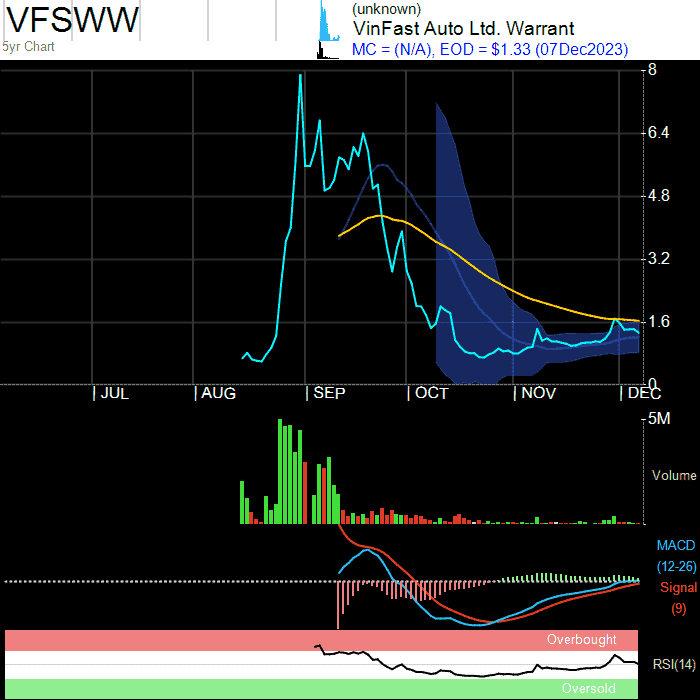 VFSWW
5yr Chart
(unknown)
VinFast Auto Ltd. Warrant
MC = (N/A), EOD = $1.33 (07Dec2023)
8
6.4
4.8
3.2
1.6
0
| JUL | AUG | SEP | OCT | NOV | DEC
5M
Volume
MACD
(12-26)
Signal
(9)
Overbought
RSI(14)
Oversold